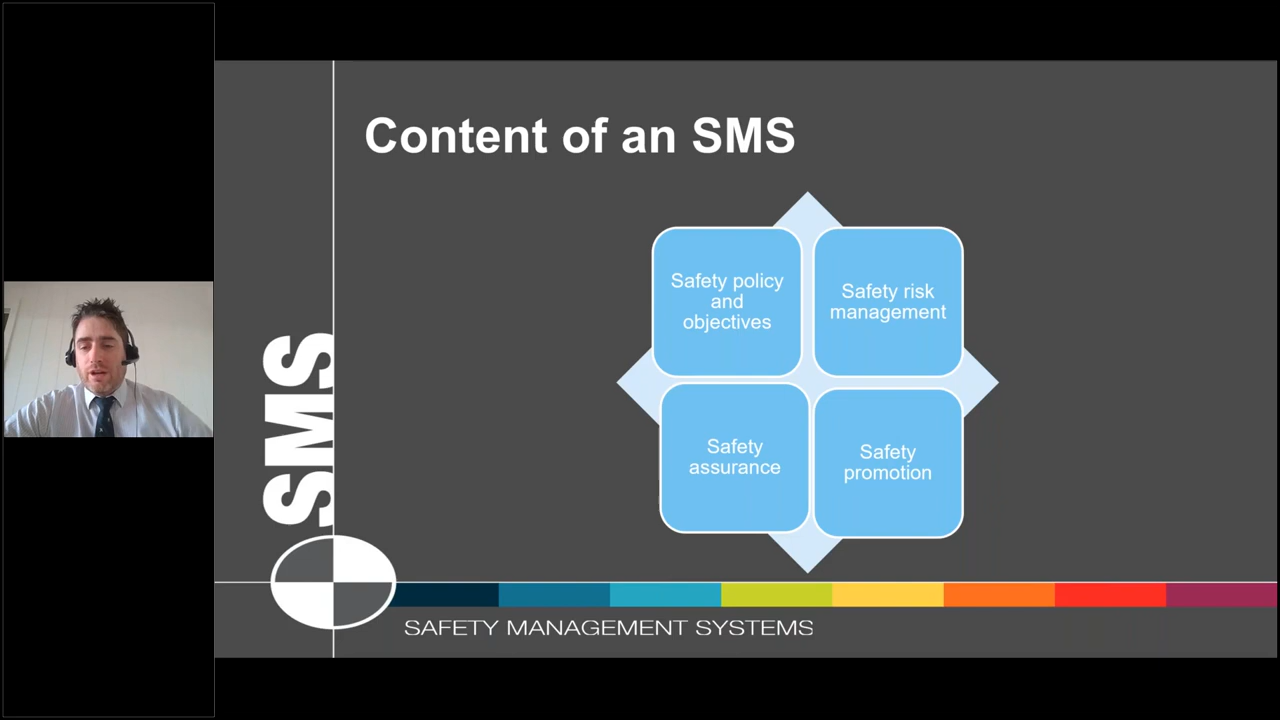 Content of an SMS
Safety policy
and
objectives
Safety risk
management
Safety
assurance
Safety
promotion
SMS
SAFETY MANAGEMENT SYSTEMS